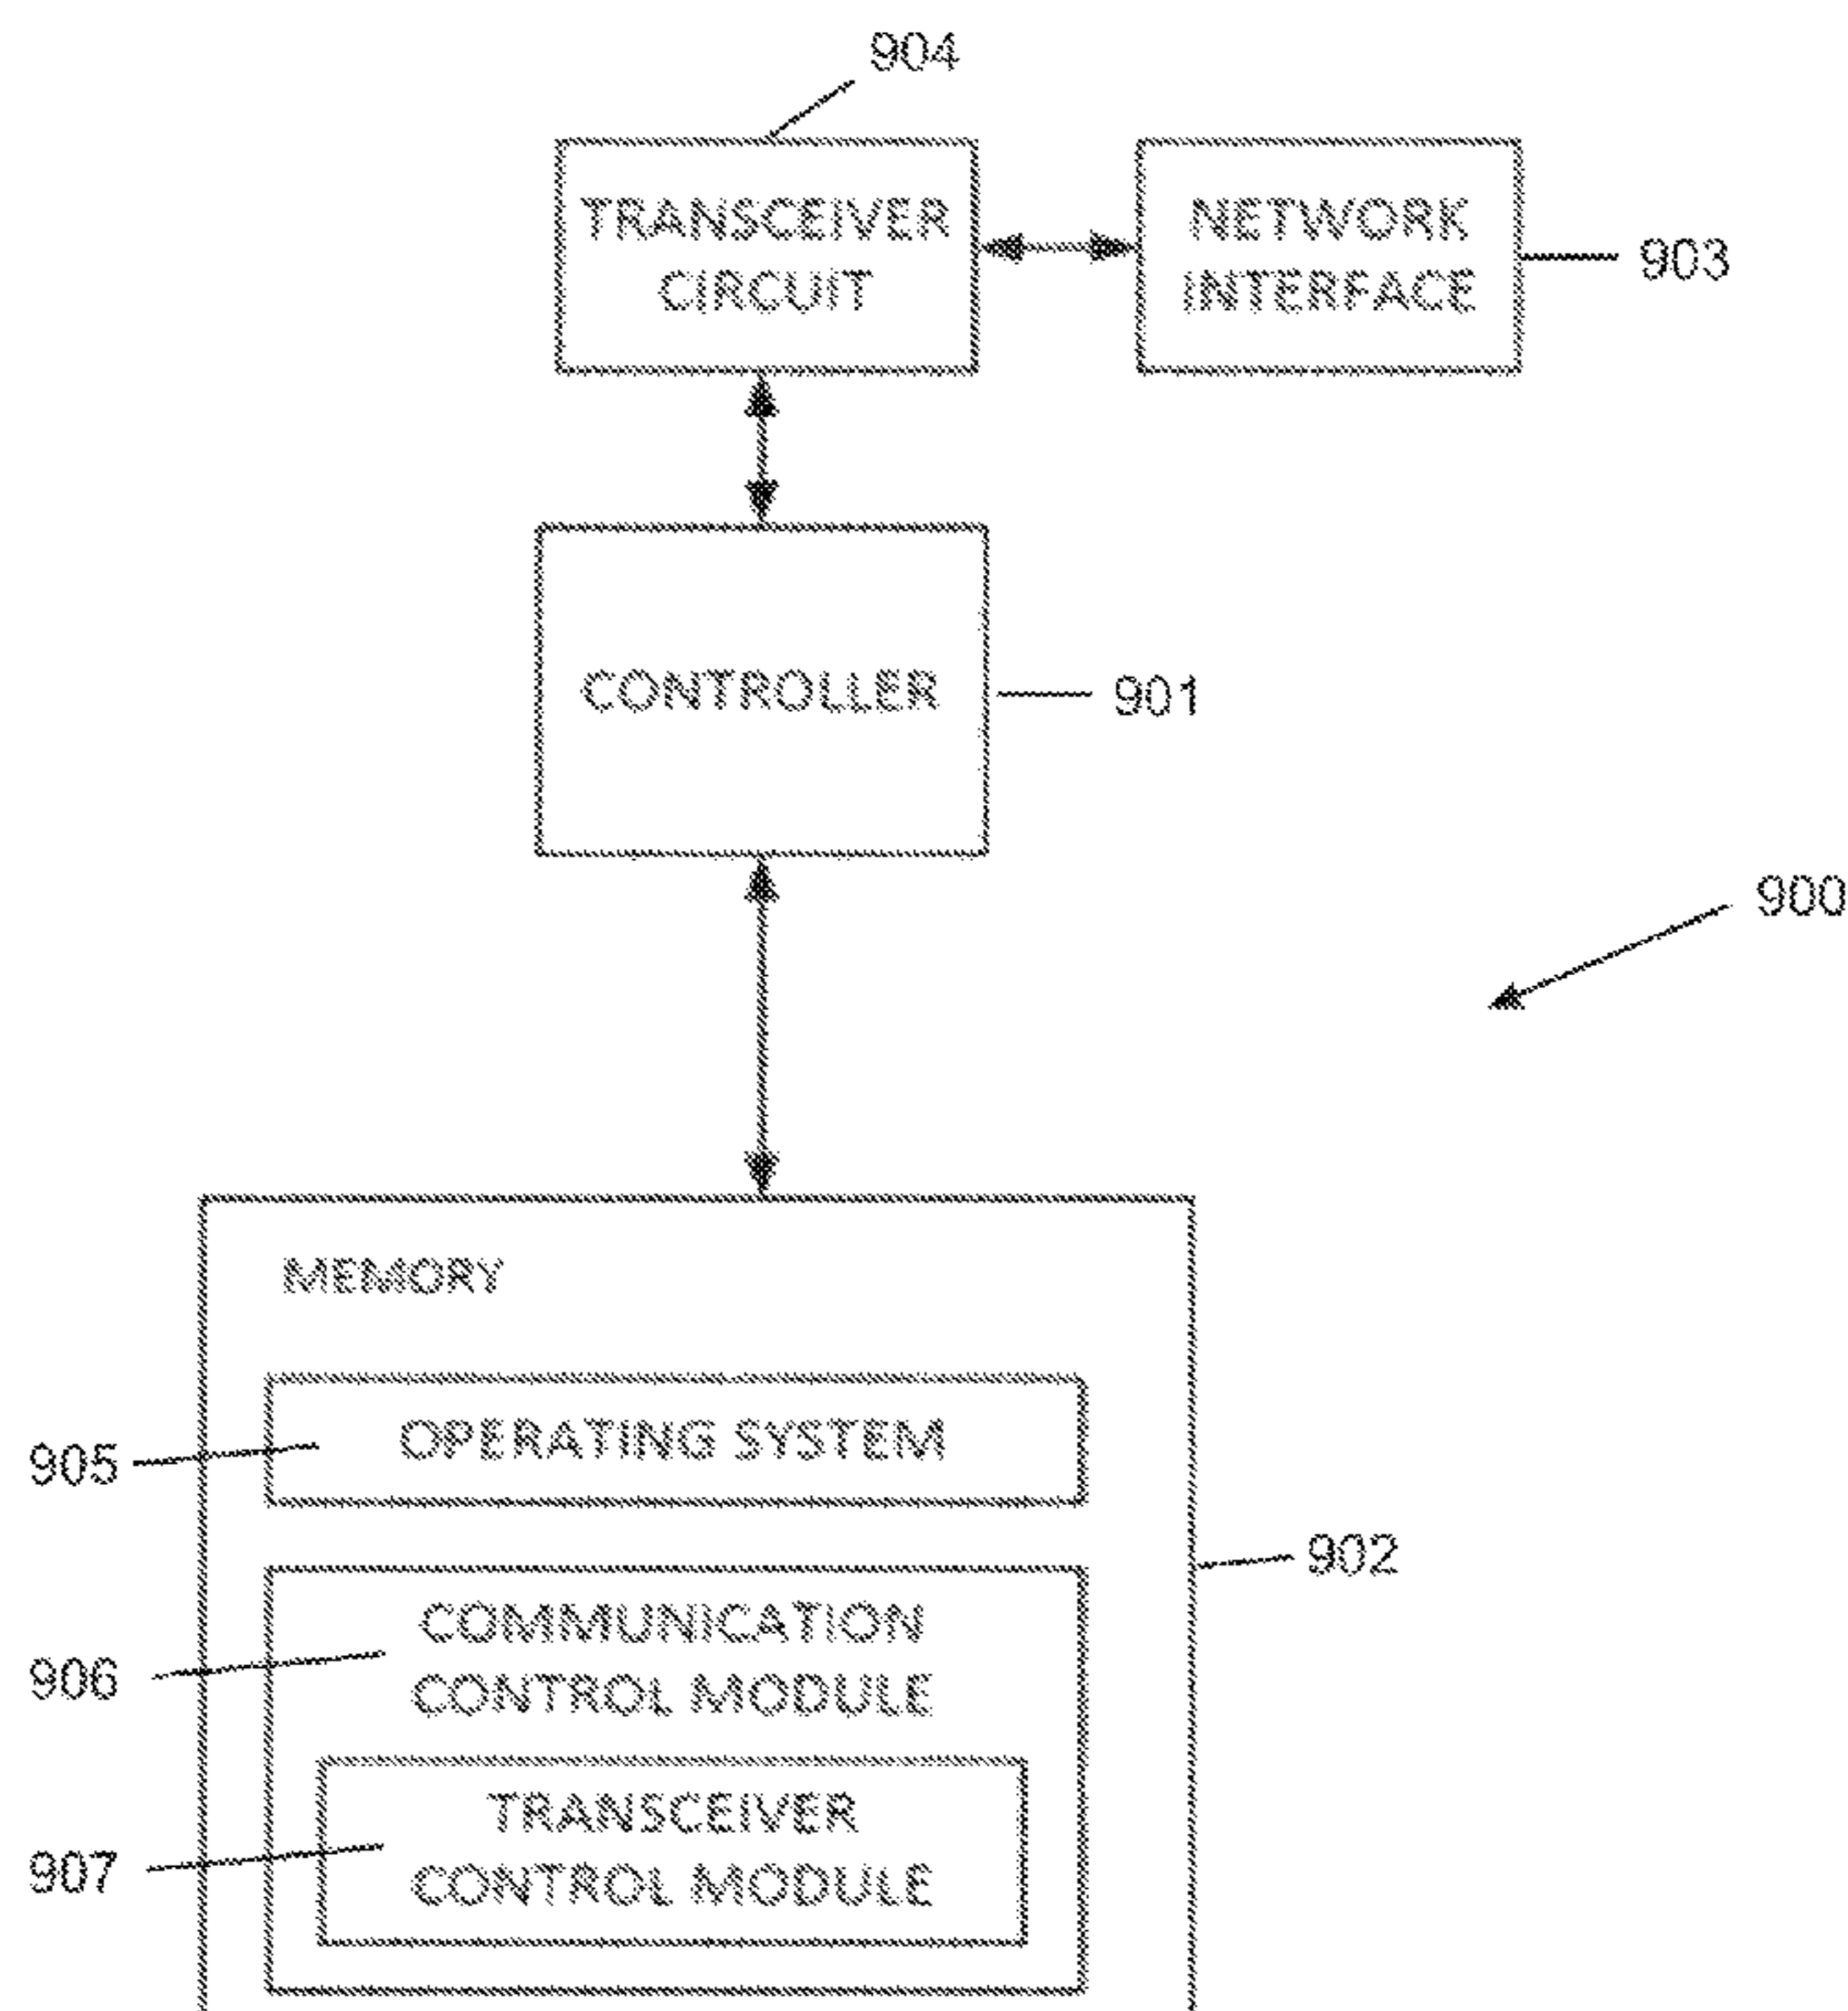 904
TRANSCEIVER
CIRCUIT
NETWORK
INTERFACE
903
CONTROLLER
901
900
MEMORY
905
OPERATING SYSTEM
902
COMMUNICATION
CONTROL MODULE
906
TRANSCEIVER
CONTROL MODULE
907